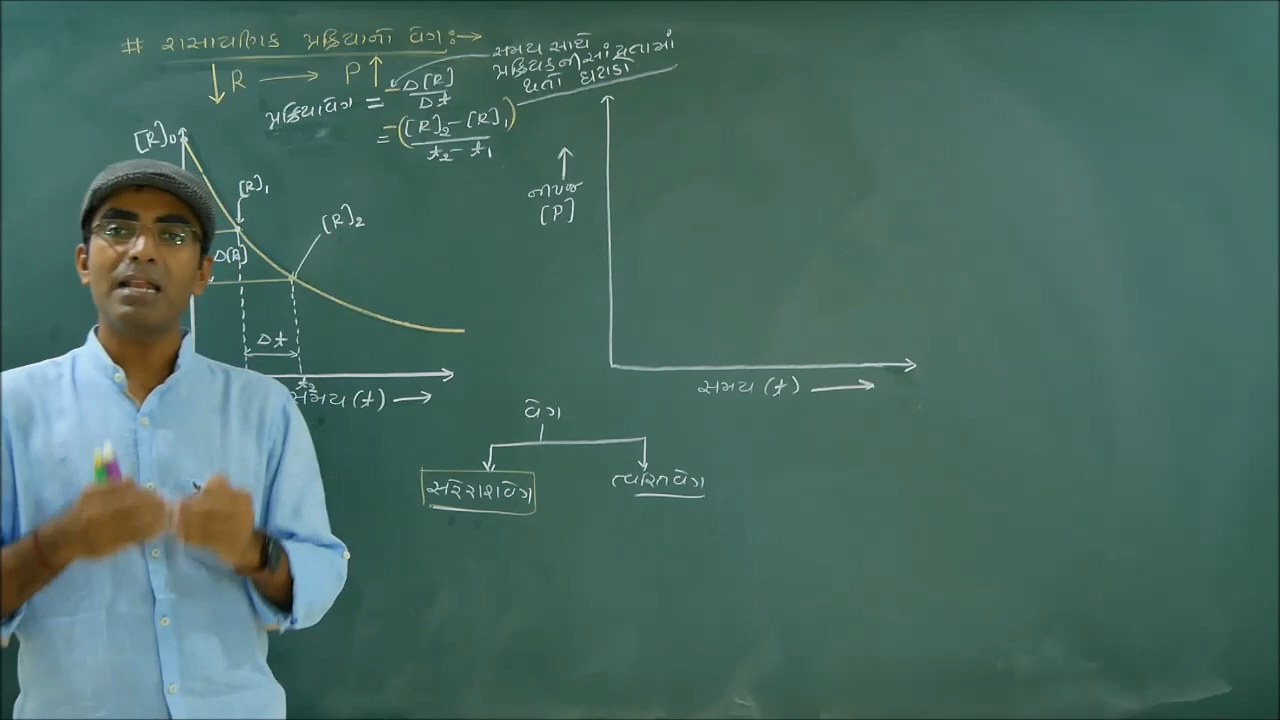 # રાસાયણિક પ્રક્રિયાનો વેગ :→
↓R → P↑
સમય સાથે
પ્રક્રિયકની સાંદ્રતામાં
થતો ઘટાડો
પ્રક્રિયાવેગ = -Δ[R]/Δt
= -([R]₂-[R]₁)/(t₂-t₁)
[R]₀
[R]₁
[R]₂
Δ[R]
Δt
t₂
સમય (t) →
નીપજ
[P]
સમય (t) →
વેગ
સરેરાશવેગ
ત્વરિતવેગ